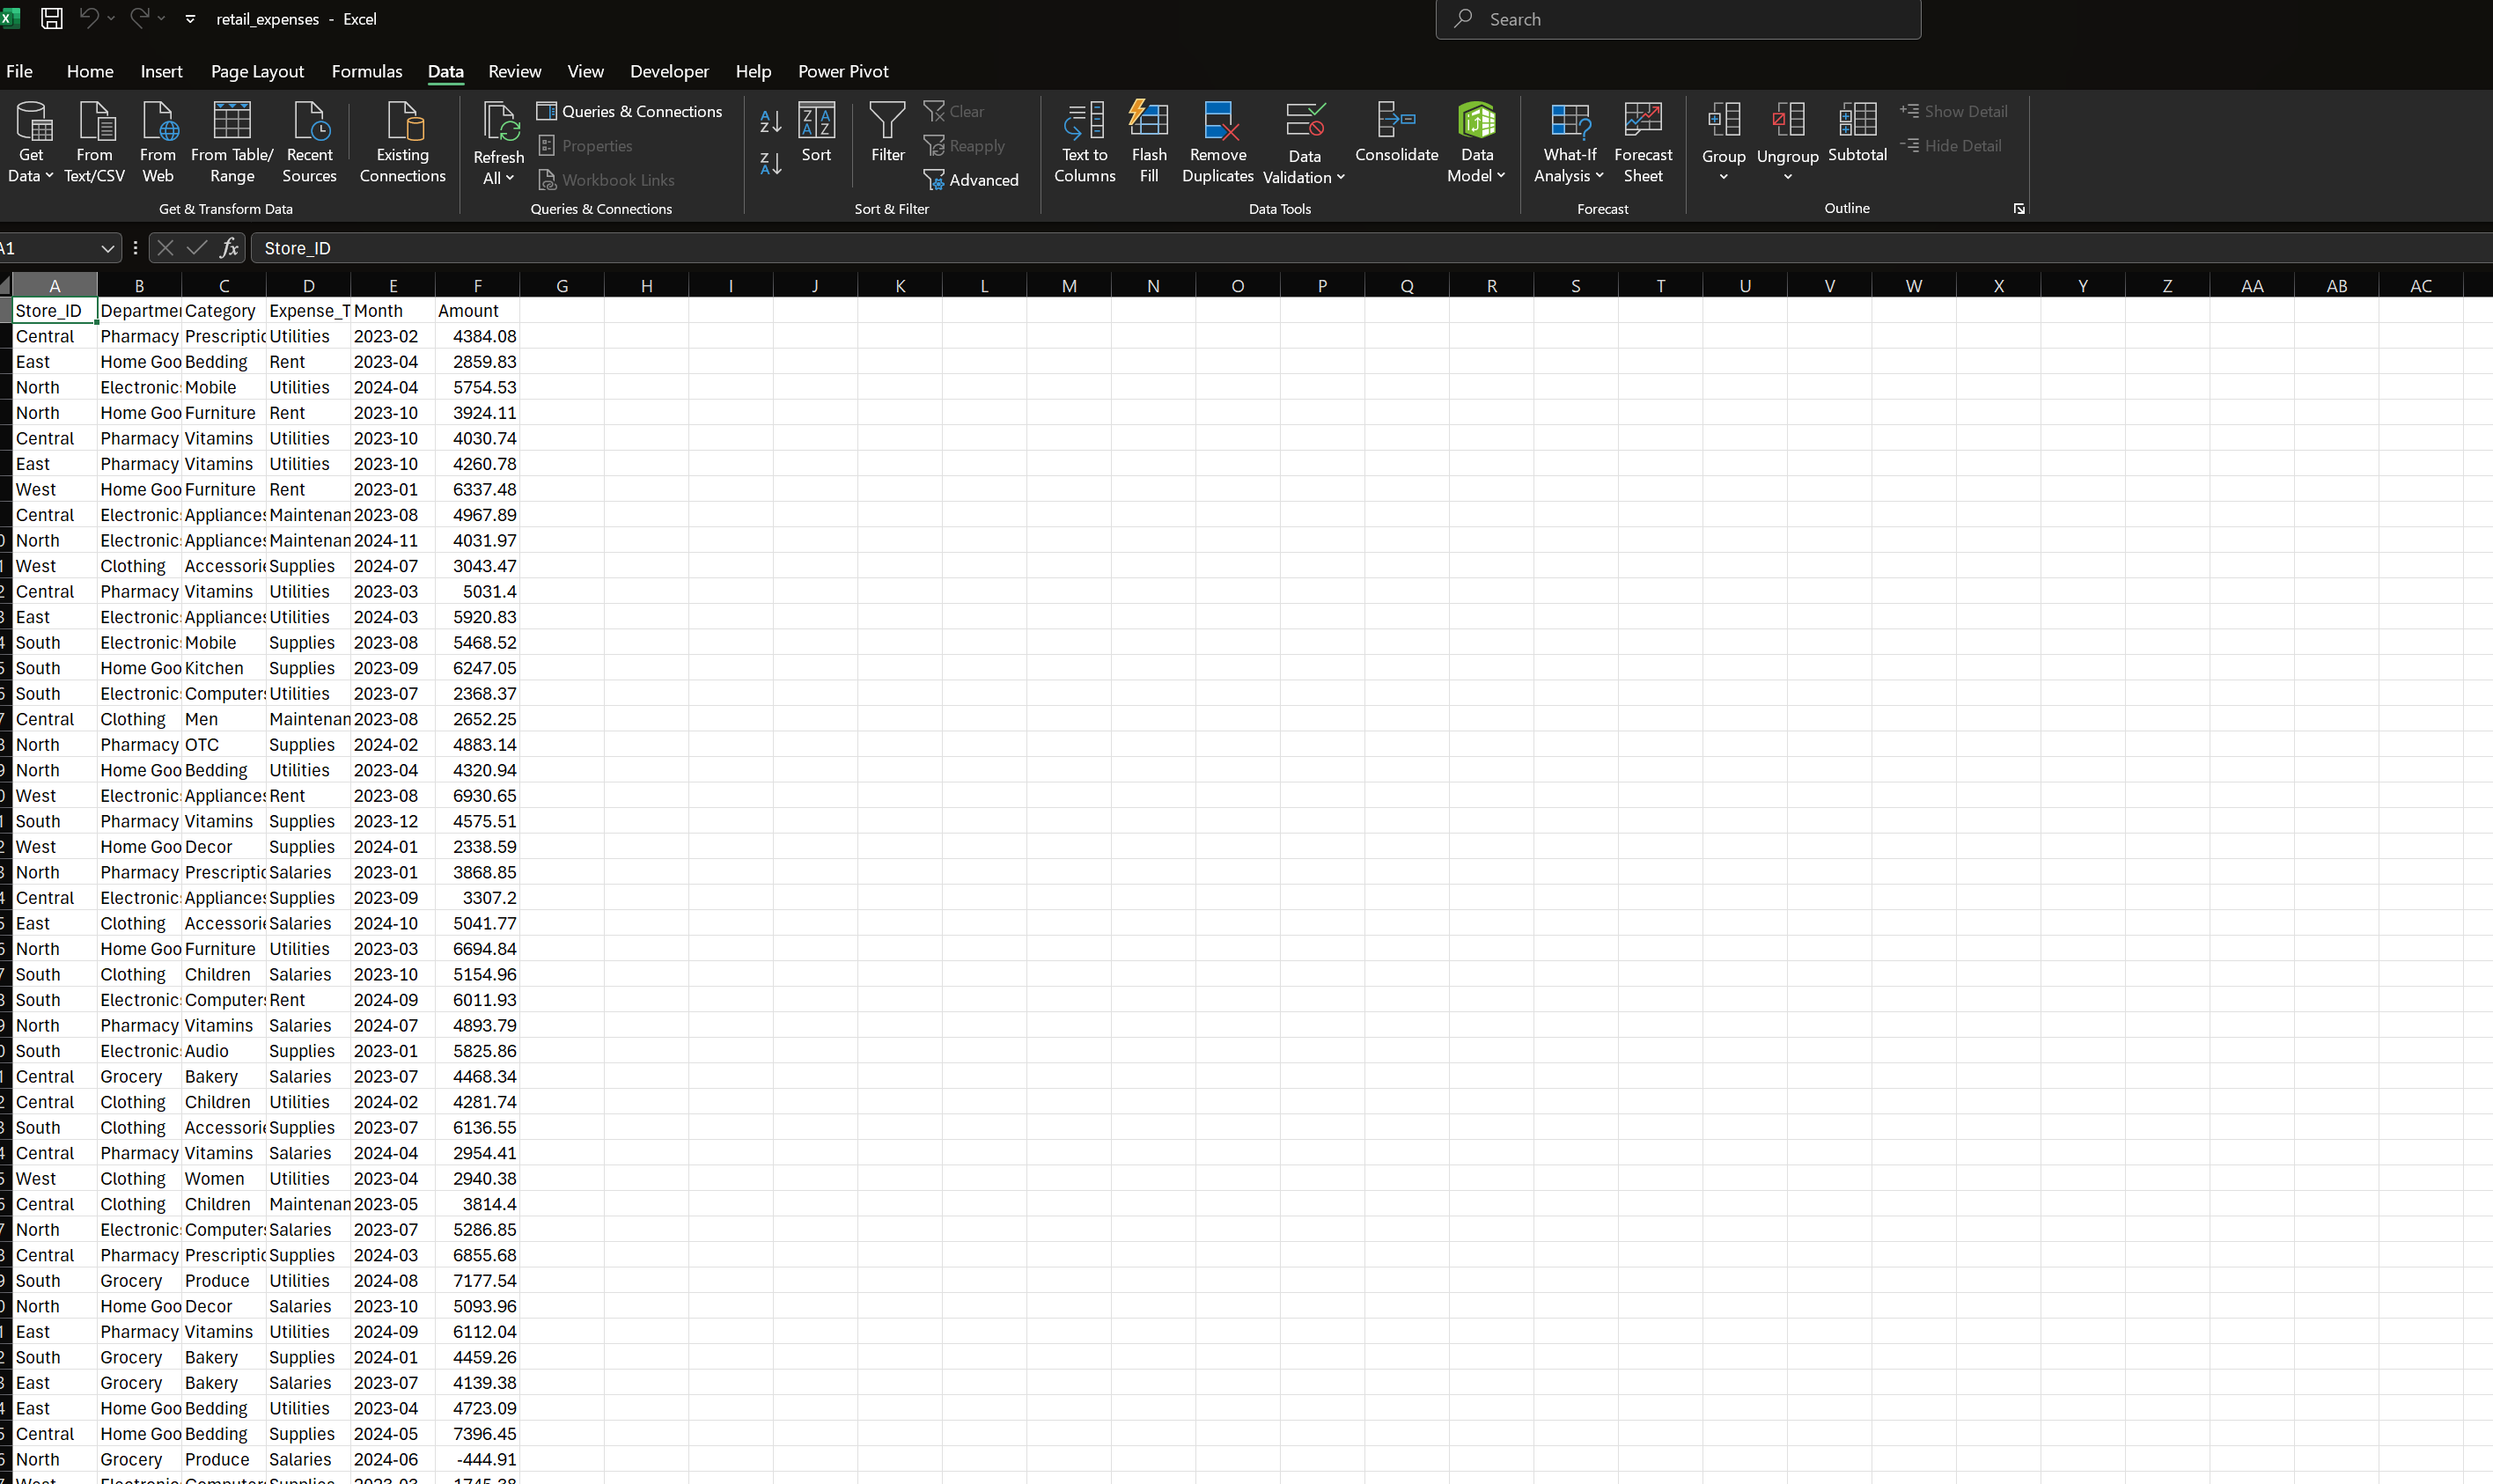 retail_expenses - Excel
Search
File Home Insert Page Layout Formulas Data Review View Developer Help Power Pivot
Get Data
From Text/CSV
From Web
From Table/ Range
Recent Sources
Existing Connections
Get & Transform Data
Refresh All
Queries & Connections
Properties
Workbook Links
Queries & Connections
Sort
Filter
Clear
Reapply
Advanced
Sort & Filter
Text to Columns
Flash Fill
Remove Duplicates
Data Validation
Consolidate
Data Model
Data Tools
What-If Analysis
Forecast Sheet
Forecast
Group
Ungroup
Subtotal
Show Detail
Hide Detail
Outline
A1 fx Store_ID
A B C D E F G H I J K L M N O P Q R S T U V W X Y Z AA AB AC
Store_ID Departmen Category Expense_T Month Amount
Central Pharmacy Prescriptic Utilities 2023-02 4384.08
East Home Goo Bedding Rent 2023-04 2859.83
North Electronic Mobile Utilities 2024-04 5754.53
North Home Goo Furniture Rent 2023-10 3924.11
Central Pharmacy Vitamins Utilities 2023-10 4030.74
East Pharmacy Vitamins Utilities 2023-10 4260.78
West Home Goo Furniture Rent 2023-01 6337.48
Central Electronic Appliances Maintenan 2023-08 4967.89
North Electronic Appliances Maintenan 2024-11 4031.97
West Clothing Accessorie Supplies 2024-07 3043.47
Central Pharmacy Vitamins Utilities 2023-03 5031.4
East Electronic Appliances Utilities 2024-03 5920.83
South Electronic Mobile Supplies 2023-08 5468.52
South Home Goo Kitchen Supplies 2023-09 6247.05
South Electronic Computers Utilities 2023-07 2368.37
Central Clothing Men Maintenan 2023-08 2652.25
North Pharmacy OTC Supplies 2024-02 4883.14
North Home Goo Bedding Utilities 2023-04 4320.94
West Electronic Appliances Rent 2023-08 6930.65
South Pharmacy Vitamins Supplies 2023-12 4575.51
West Home Goo Decor Supplies 2024-01 2338.59
North Pharmacy Prescriptic Salaries 2023-01 3868.85
Central Electronic Appliances Supplies 2023-09 3307.2
East Clothing Accessorie Salaries 2024-10 5041.77
North Home Goo Furniture Utilities 2023-03 6694.84
South Clothing Children Salaries 2023-10 5154.96
South Electronic Computers Rent 2024-09 6011.93
North Pharmacy Vitamins Salaries 2024-07 4893.79
South Electronic Audio Supplies 2023-01 5825.86
Central Grocery Bakery Salaries 2023-07 4468.34
Central Clothing Children Utilities 2024-02 4281.74
South Clothing Accessorie Supplies 2023-07 6136.55
Central Pharmacy Vitamins Salaries 2024-04 2954.41
West Clothing Women Utilities 2023-04 2940.38
Central Clothing Children Maintenan 2023-05 3814.4
North Electronic Computers Salaries 2023-07 5286.85
Central Pharmacy Prescriptic Supplies 2024-03 6855.68
South Grocery Produce Utilities 2024-08 7177.54
North Home Goo Decor Salaries 2023-10 5093.96
East Pharmacy Vitamins Utilities 2024-09 6112.04
South Grocery Bakery Supplies 2024-01 4459.26
East Grocery Bakery Salaries 2023-07 4139.38
East Home Goo Bedding Utilities 2023-04 4723.09
Central Home Goo Bedding Supplies 2024-05 7396.45
North Grocery Produce Salaries 2024-06 -444.91